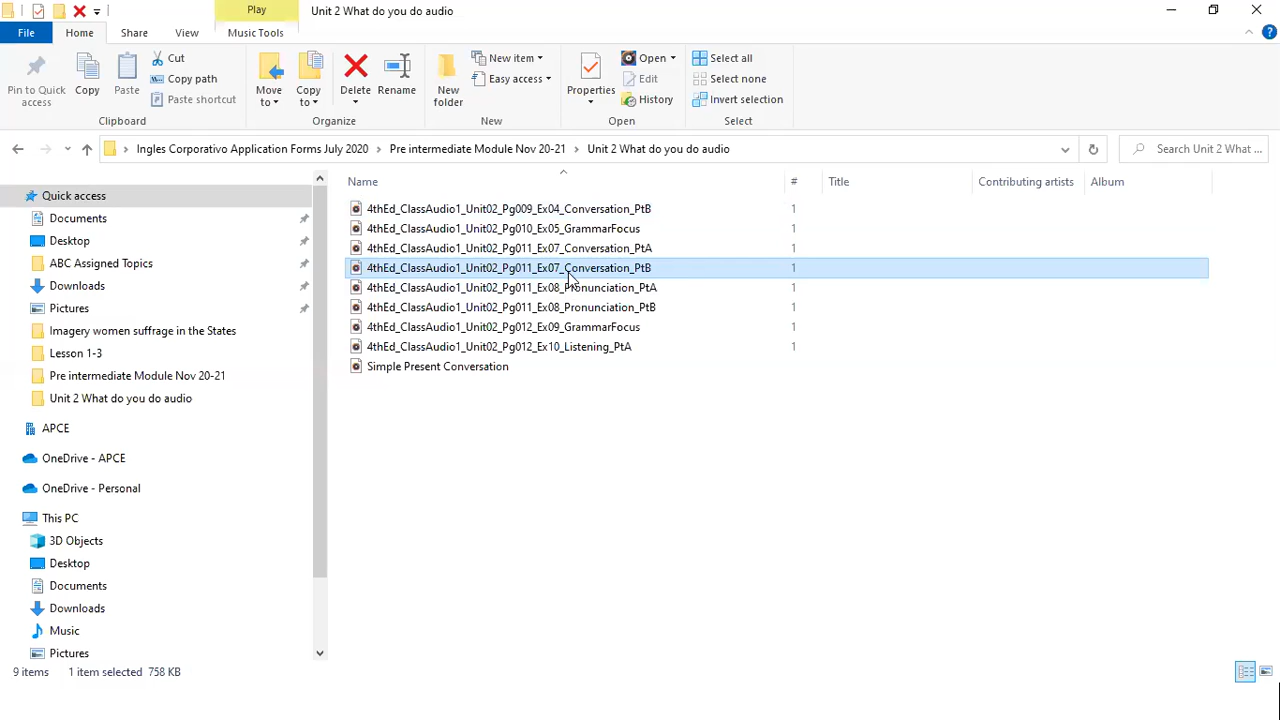 Play
Unit 2 What do you do audio
File
Home
Share
View
Music Tools
Pin to Quick access
Copy
Paste
Cut
Copy path
Paste shortcut
Move to
Copy to
Delete
Rename
New folder
New item
Easy access
Properties
Open
Edit
History
Select all
Select none
Invert selection
Clipboard
Organize
New
Open
Select
Ingles Corporativo Application Forms July 2020 > Pre intermediate Module Nov 20-21 > Unit 2 What do you do audio
Search Unit 2 What ...
Name
#
Title
Contributing artists
Album
4thEd_ClassAudio1_Unit02_Pg009_Ex04_Conversation_PtB 1
4thEd_ClassAudio1_Unit02_Pg010_Ex05_GrammarFocus 1
4thEd_ClassAudio1_Unit02_Pg011_Ex07_Conversation_PtA 1
4thEd_ClassAudio1_Unit02_Pg011_Ex07_Conversation_PtB 1
4thEd_ClassAudio1_Unit02_Pg011_Ex08_Pronunciation_PtA 1
4thEd_ClassAudio1_Unit02_Pg011_Ex08_Pronunciation_PtB 1
4thEd_ClassAudio1_Unit02_Pg012_Ex09_GrammarFocus 1
4thEd_ClassAudio1_Unit02_Pg012_Ex10_Listening_PtA 1
Simple Present Conversation
Quick access
Documents
Desktop
ABC Assigned Topics
Downloads
Pictures
Imagery women suffrage in the States
Lesson 1-3
Pre intermediate Module Nov 20-21
Unit 2 What do you do audio
APCE
OneDrive - APCE
OneDrive - Personal
This PC
3D Objects
Desktop
Documents
Downloads
Music
Pictures
9 items 1 item selected 758 KB